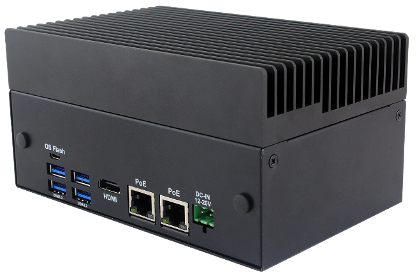 OS Flash
HDMI
PoE
PoE
DC-IN
12-36V